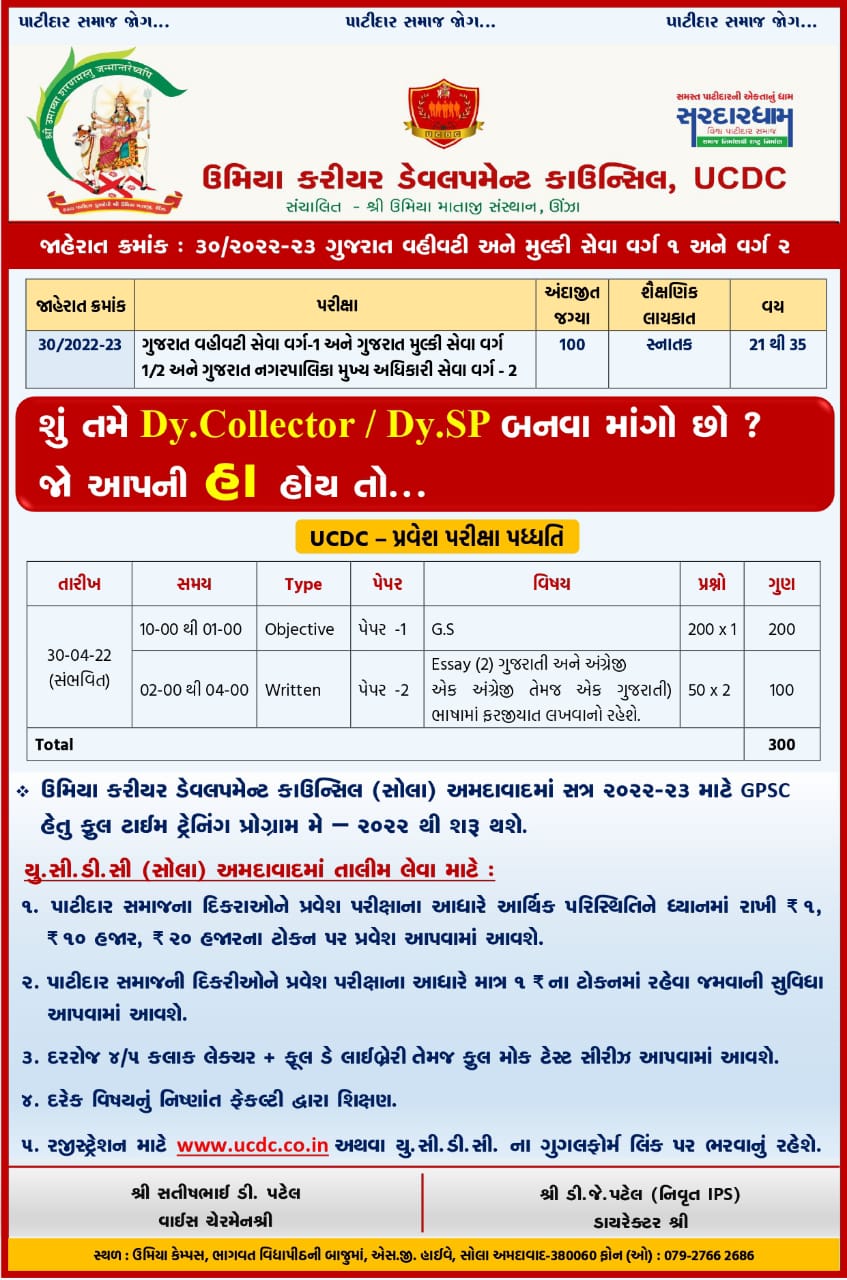 પાટીદાર સમાજ જોગ... પાટીદાર સમાજ જોગ... પાટીદાર સમાજ જોગ...
શ્રી ઉમામ્બા શરણમસ્તુ જન્માન્તરેષ્વપિ
UCDC
સમસ્ત પાટીદારની એકતાનું ધામ
સરદારધામ
વિશ્વ પાટીદાર સમાજ
સમાજ નિર્માણથી રાષ્ટ્ર નિર્માણ
ઉમિયા કરીયર ડેવલપમેન્ટ કાઉન્સિલ, UCDC
સંચાલિત - શ્રી ઉમિયા માતાજી સંસ્થાન, ઊંઝા
જાહેરાત ક્રમાંક : ૩૦/૨૦૨૨-૨૩ ગુજરાત વહીવટી અને મુલ્કી સેવા વર્ગ ૧ અને વર્ગ ૨
જાહેરાત ક્રમાંક પરીક્ષા અંદાજીત જગ્યા શૈક્ષણિક લાયકાત વય
30/2022-23 ગુજરાત વહીવટી સેવા વર્ગ-1 અને ગુજરાત મુલ્કી સેવા વર્ગ 100 સ્નાતક 21 થી 35
1/2 અને ગુજરાત નગરપાલિકા મુખ્ય અધિકારી સેવા વર્ગ - 2
શું તમે Dy.Collector / Dy.SP બનવા માંગો છો ?
જો આપની હા હોય તો...
UCDC – પ્રવેશ પરીક્ષા પધ્ધતિ
તારીખ સમય Type પેપર વિષય પ્રશ્નો ગુણ
30-04-22
(સંભવિત)
10-00 થી 01-00 Objective પેપર -1 G.S 200 x 1 200
02-00 થી 04-00 Written પેપર -2 Essay (2) ગુજરાતી અને અંગ્રેજી 50 x 2 100
એક અંગ્રેજી તેમજ એક ગુજરાતી)
ભાષામાં ફરજીયાત લખવાનો રહેશે.
Total 300
❖ ઉમિયા કરીયર ડેવલપમેન્ટ કાઉન્સિલ (સોલા) અમદાવાદમાં સત્ર ૨૦૨૨-૨૩ માટે GPSC
હેતુ ફુલ ટાઈમ ટ્રેનિંગ પ્રોગ્રામ મે – ૨૦૨૨ થી શરૂ થશે.
યુ.સી.ડી.સી (સોલા) અમદાવાદમાં તાલીમ લેવા માટે :
૧. પાટીદાર સમાજના દિકરાઓને પ્રવેશ પરીક્ષાના આધારે આર્થિક પરિસ્થિતિને ધ્યાનમાં રાખી ₹ ૧,
₹ ૧૦ હજાર, ₹ ૨૦ હજારના ટોકન પર પ્રવેશ આપવામાં આવશે.
૨. પાટીદાર સમાજની દિકરીઓને પ્રવેશ પરીક્ષાના આધારે માત્ર ૧ ₹ ના ટોકનમાં રહેવા જમવાની સુવિધા
આપવામાં આવશે.
૩. દરરોજ ૪/૫ કલાક લેક્ચર + ફૂલ ડે લાઈબ્રેરી તેમજ ફુલ મોક ટેસ્ટ સીરીઝ આપવામાં આવશે.
૪. દરેક વિષયનું નિષ્ણાંત ફેકલ્ટી દ્વારા શિક્ષણ.
૫. રજીસ્ટ્રેશન માટે www.ucdc.co.in અથવા યુ.સી.ડી.સી. ના ગુગલફોર્મ લિંક પર ભરવાનું રહેશે.
શ્રી સતીષભાઈ ડી. પટેલ
વાઈસ ચેરમેનશ્રી
શ્રી ડી.જે.પટેલ (નિવૃત IPS)
ડાયરેક્ટર શ્રી
સ્થળ : ઉમિયા કેમ્પસ, ભાગવત વિદ્યાપીઠની બાજુમાં, એસ.જી. હાઈવે, સોલા અમદાવાદ-380060 ફોન (ઓ) : 079-2766 2686